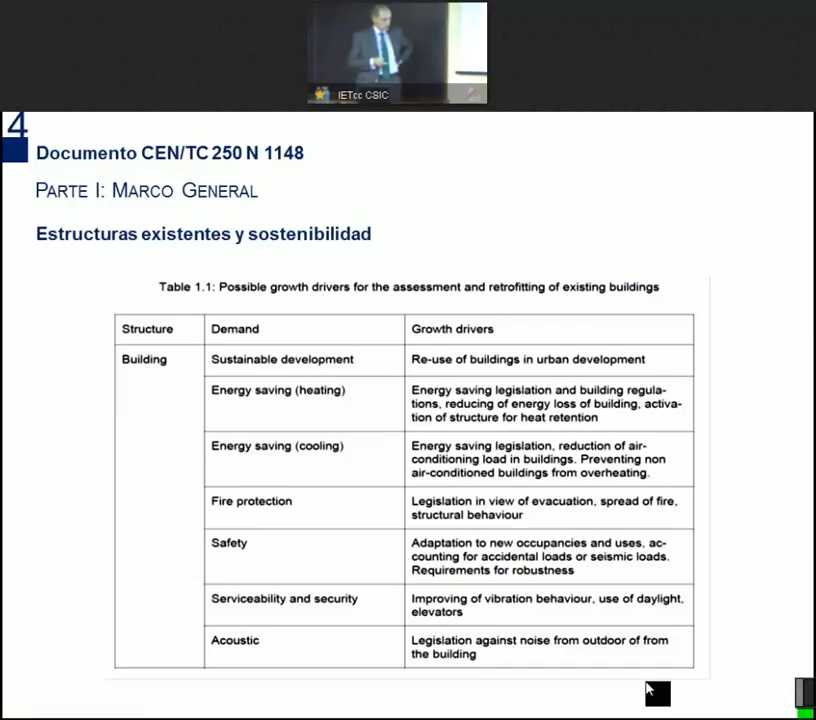 IETcc CSIC
4
Documento CEN/TC 250 N 1148
PARTE I: MARCO GENERAL
Estructuras existentes y sostenibilidad
Table 1.1: Possible growth drivers for the assessment and retrofitting of existing buildings
Structure Demand Growth drivers
Building Sustainable development Re-use of buildings in urban development
Energy saving (heating) Energy saving legislation and building regula-
tions, reducing of energy loss of building, activa-
tion of structure for heat retention
Energy saving (cooling) Energy saving legislation, reduction of air-
conditioning load in buildings. Preventing non
air-conditioned buildings from overheating.
Fire protection Legislation in view of evacuation, spread of fire,
structural behaviour
Safety Adaptation to new occupancies and uses, ac-
counting for accidental loads or seismic loads.
Requirements for robustness
Serviceability and security Improving of vibration behaviour, use of daylight,
elevators
Acoustic Legislation against noise from outdoor of from
the building